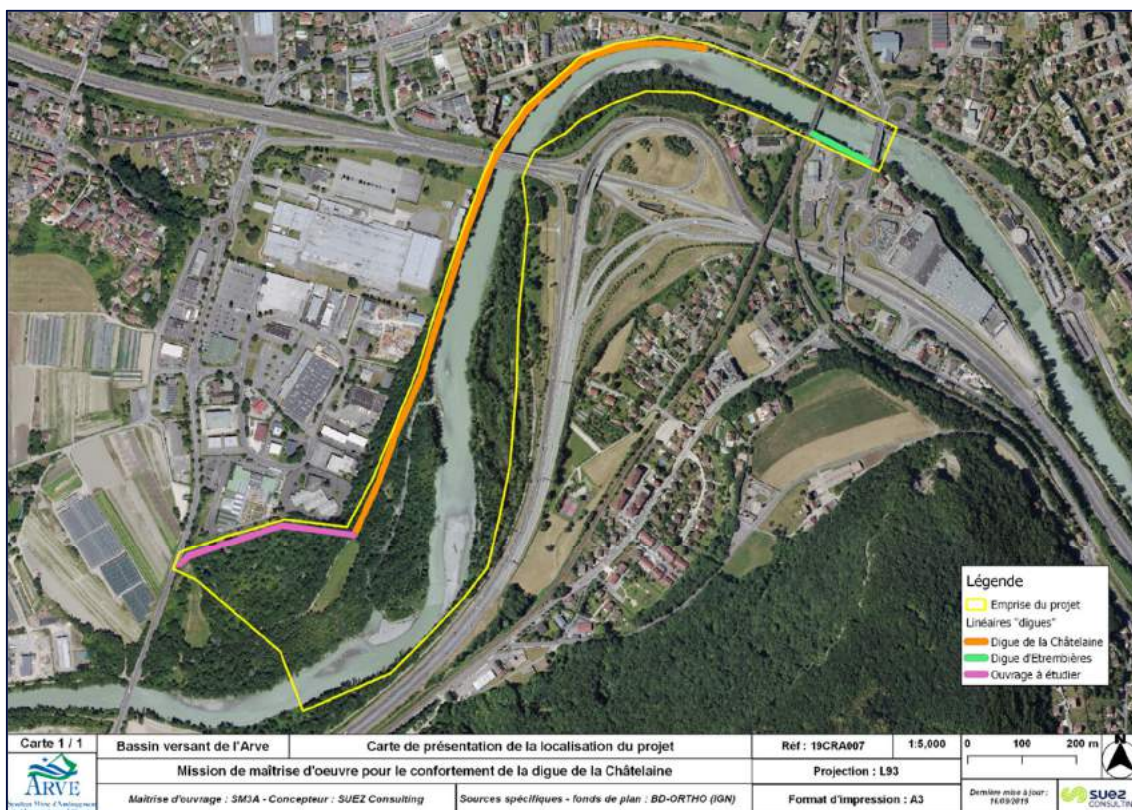 Légende
Emprise du projet
Linéaires "digues"
Digue de la Châtelaine
Digue d'Etrembières
Ouvrage à étudier
Carte 1 / 1
Bassin versant de l'Arve
Carte de présentation de la localisation du projet
Réf : 19CRA007
1:5,000
0 100 200 m
Mission de maîtrise d'oeuvre pour le confortement de la digue de la Châtelaine
Projection : L93
ARVE
Maîtrise d'ouvrage : SM3A - Concepteur : SUEZ Consulting
Sources spécifiques - fonds de plan : BD-ORTHO (IGN)
Format d'impression : A3
Dernière mise à jour :
suez
CONSULTING